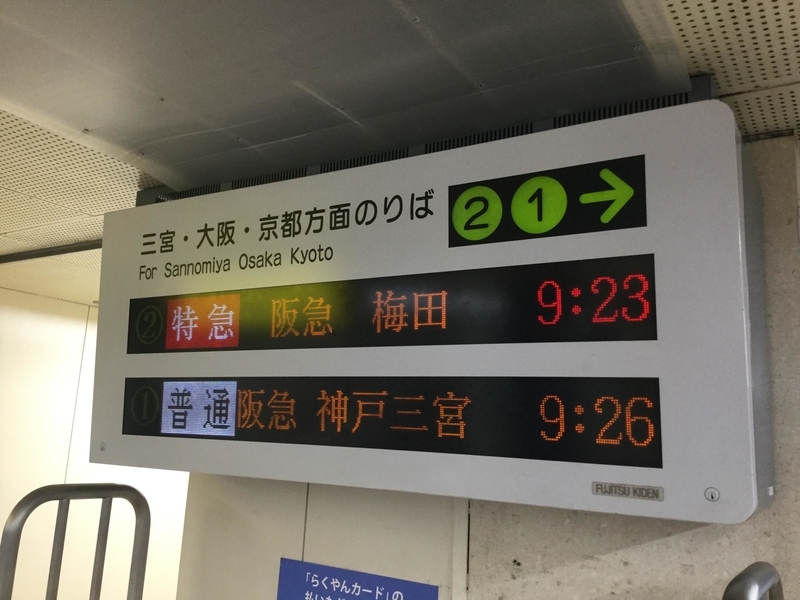 三宮・大阪・京都方面のりば ② ① →
For Sannomiya Osaka Kyoto
② 特急 阪急 梅田 9:23
① 普通 阪急 神戸三宮 9:26
FUJITSU KIDEN
「らくやんカード」の